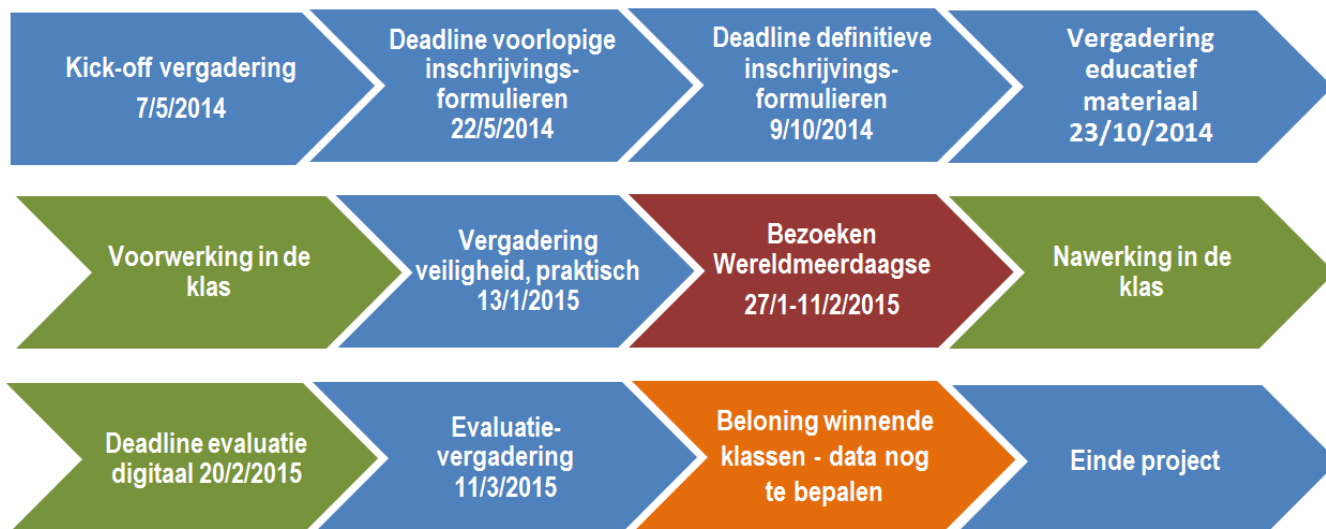 Kick-off vergadering
7/5/2014
Deadline voorlopige
inschrijvings-
formulieren
22/5/2014
Deadline definitieve
inschrijvings-
formulieren
9/10/2014
Vergadering
educatief
materiaal
23/10/2014
Voorwerking in de
klas
Vergadering
veiligheid, praktisch
13/1/2015
Bezoeken
Wereldmeerdaagse
27/1-11/2/2015
Nawerking in de
klas
Deadline evaluatie
digitaal 20/2/2015
Evaluatie-
vergadering
11/3/2015
Beloning winnende
klassen - data nog
te bepalen
Einde project